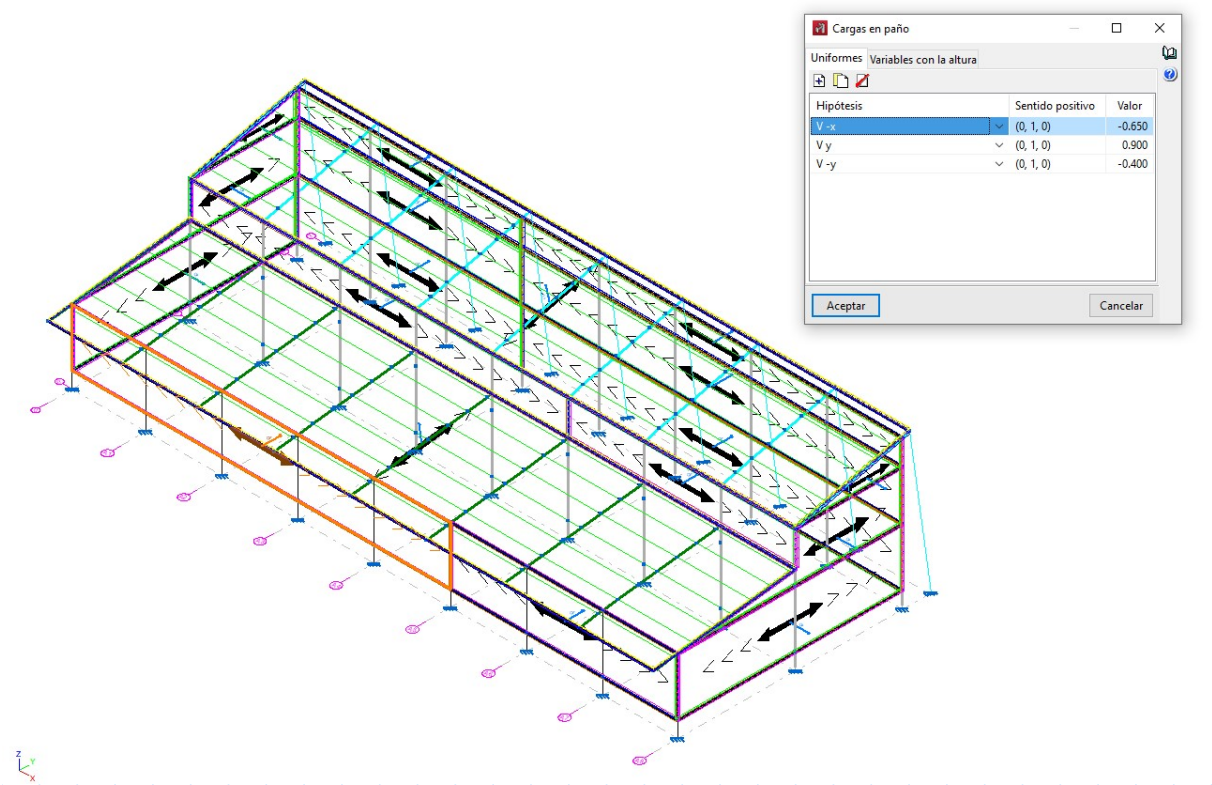 Cargas en paño
Uniformes Variables con la altura
Hipótesis Sentido positivo Valor
V -x (0, 1, 0) -0.650
V y (0, 1, 0) 0.900
V -y (0, 1, 0) -0.400
Aceptar Cancelar
Z
Y
X